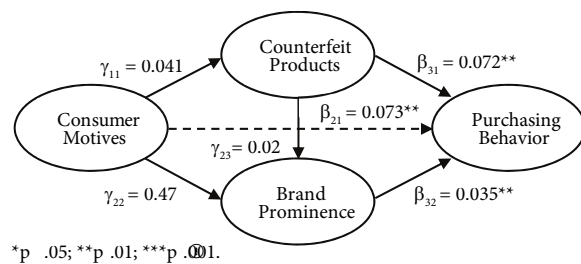 Counterfeit
Products
γ11 = 0.041
β31 = 0.072**
Consumer
Motives
β21 = 0.073**
Purchasing
Behavior
γ23 = 0.02
γ22 = 0.47
Brand
Prominence
β32 = 0.035**
*p .05; **p .01; ***p .001.